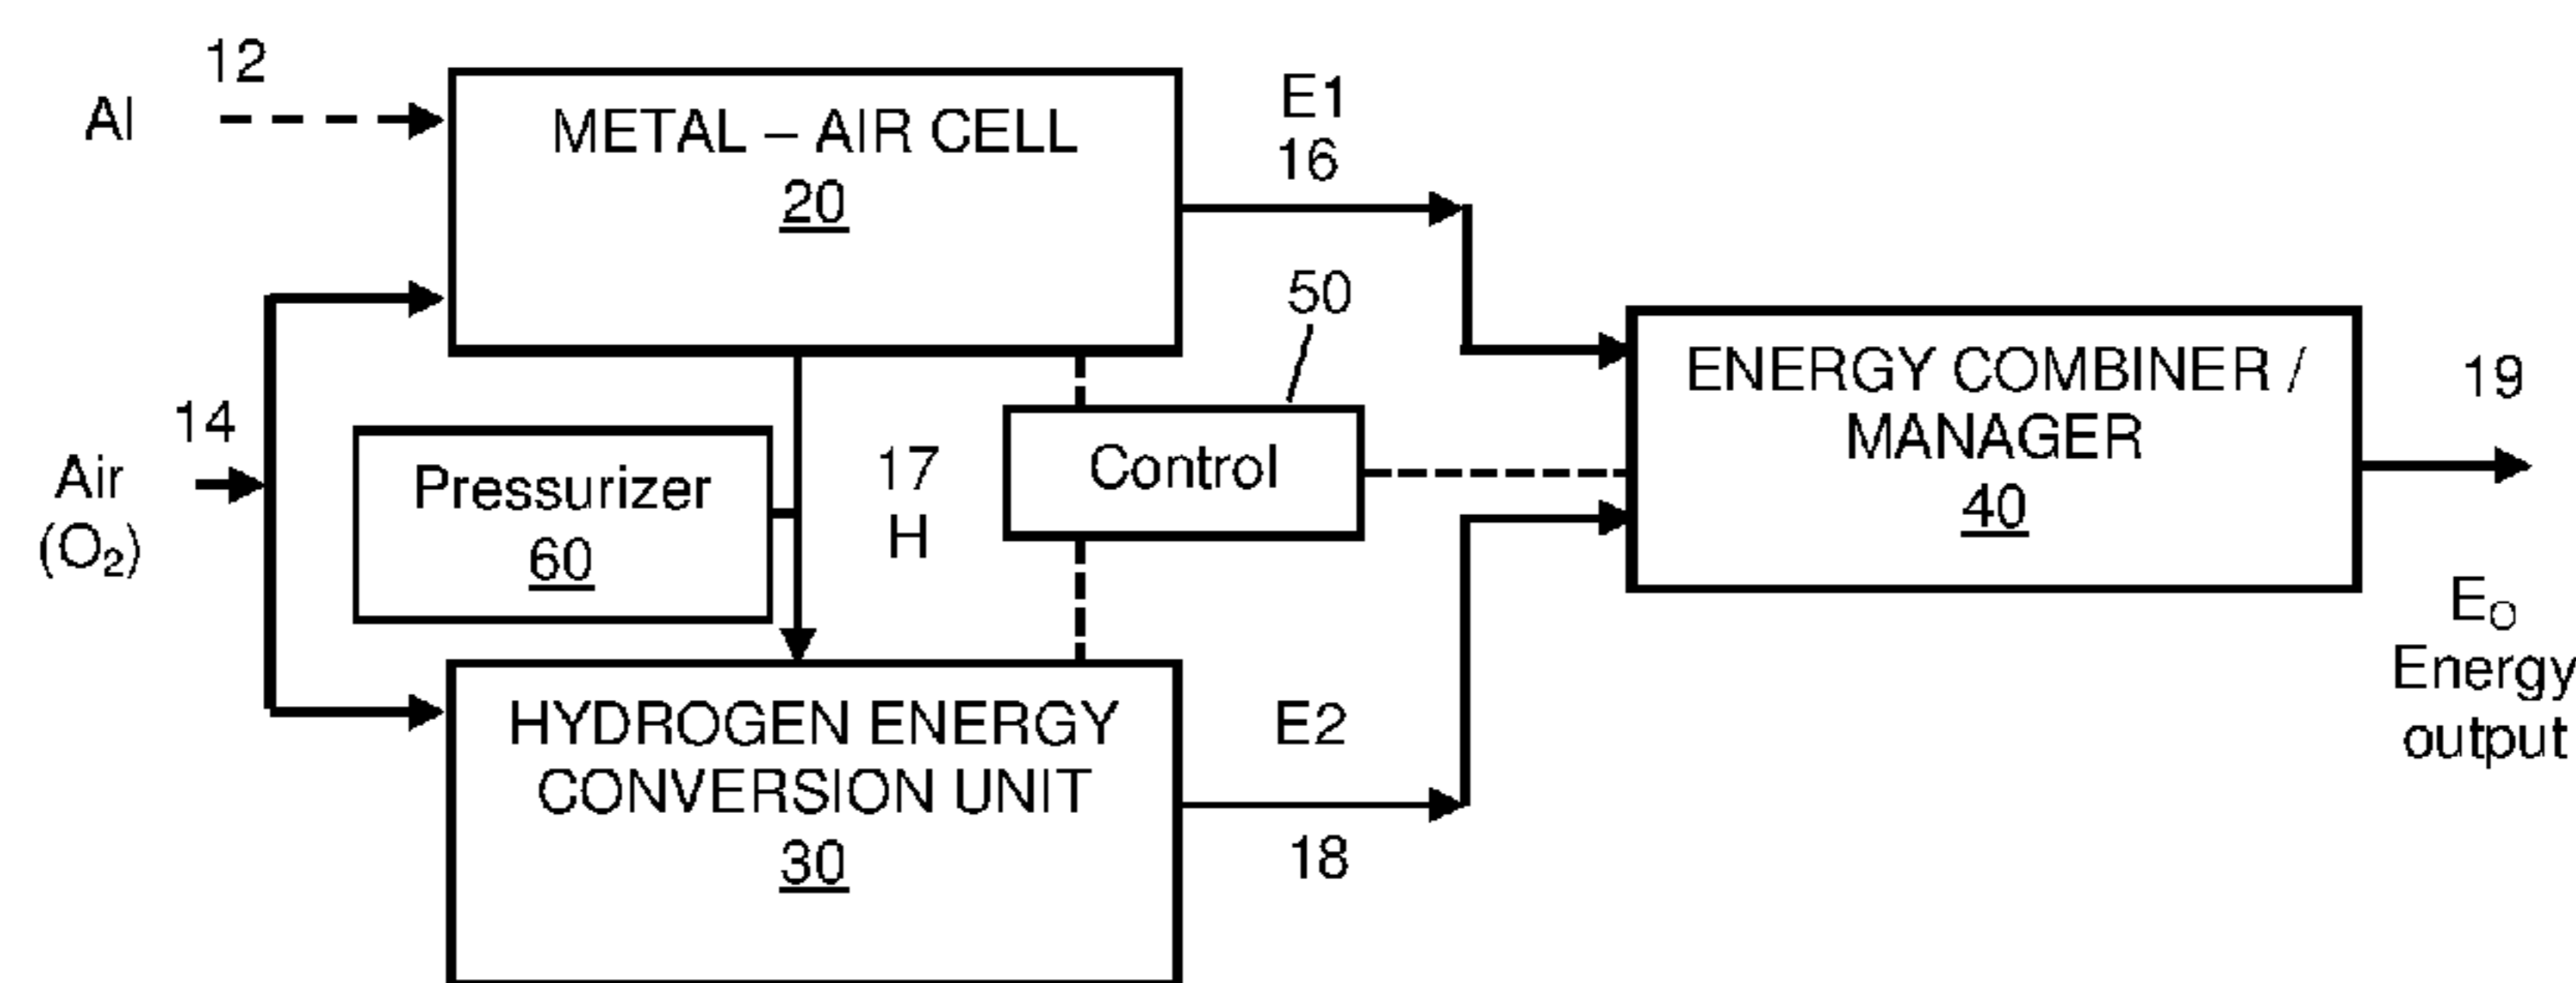 12
Al
METAL – AIR CELL
20
E1
16
50
14
Air
(O₂)
Pressurizer
60
17
H
Control
ENERGY COMBINER /
MANAGER
40
19
E_O
Energy
output
HYDROGEN ENERGY
CONVERSION UNIT
30
E2
18